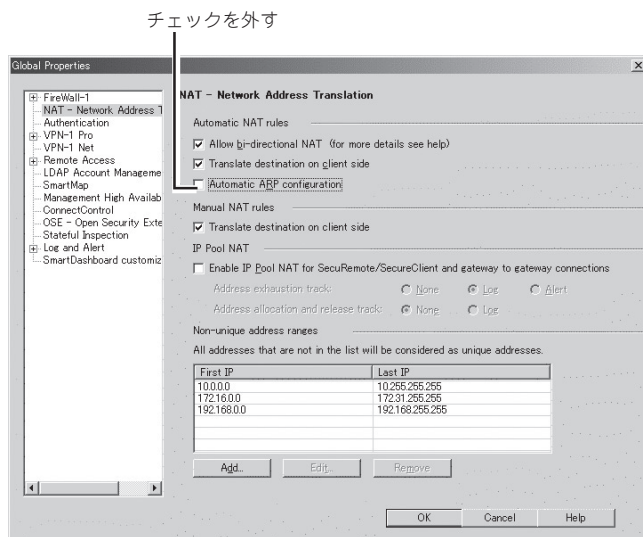 チェックを外す
Global Properties
FireWall-1
NAT - Network Address T
Authentication
VPN-1 Pro
VPN-1 Net
Remote Access
LDAP Account Manageme
SmartMap
Management High Availab
ConnectControl
OSE - Open Security Exte
Stateful Inspection
Log and Alert
SmartDashboard customiz
NAT - Network Address Translation
Automatic NAT rules
Allow bi-directional NAT (for more details see help)
Translate destination on client side
Automatic ARP configuration
Manual NAT rules
Translate destination on client side
IP Pool NAT
Enable IP Pool NAT for SecuRemote/SecureClient and gateway to gateway connections
Address exhaustion track: None Log Alert
Address allocation and release track: None Log
Non-unique address ranges
All addresses that are not in the list will be considered as unique addresses.
First IP Last IP
10.0.0.0 10.255.255.255
172.16.0.0 172.31.255.255
192.168.0.0 192.168.255.255
Add... Edit... Remove
OK Cancel Help